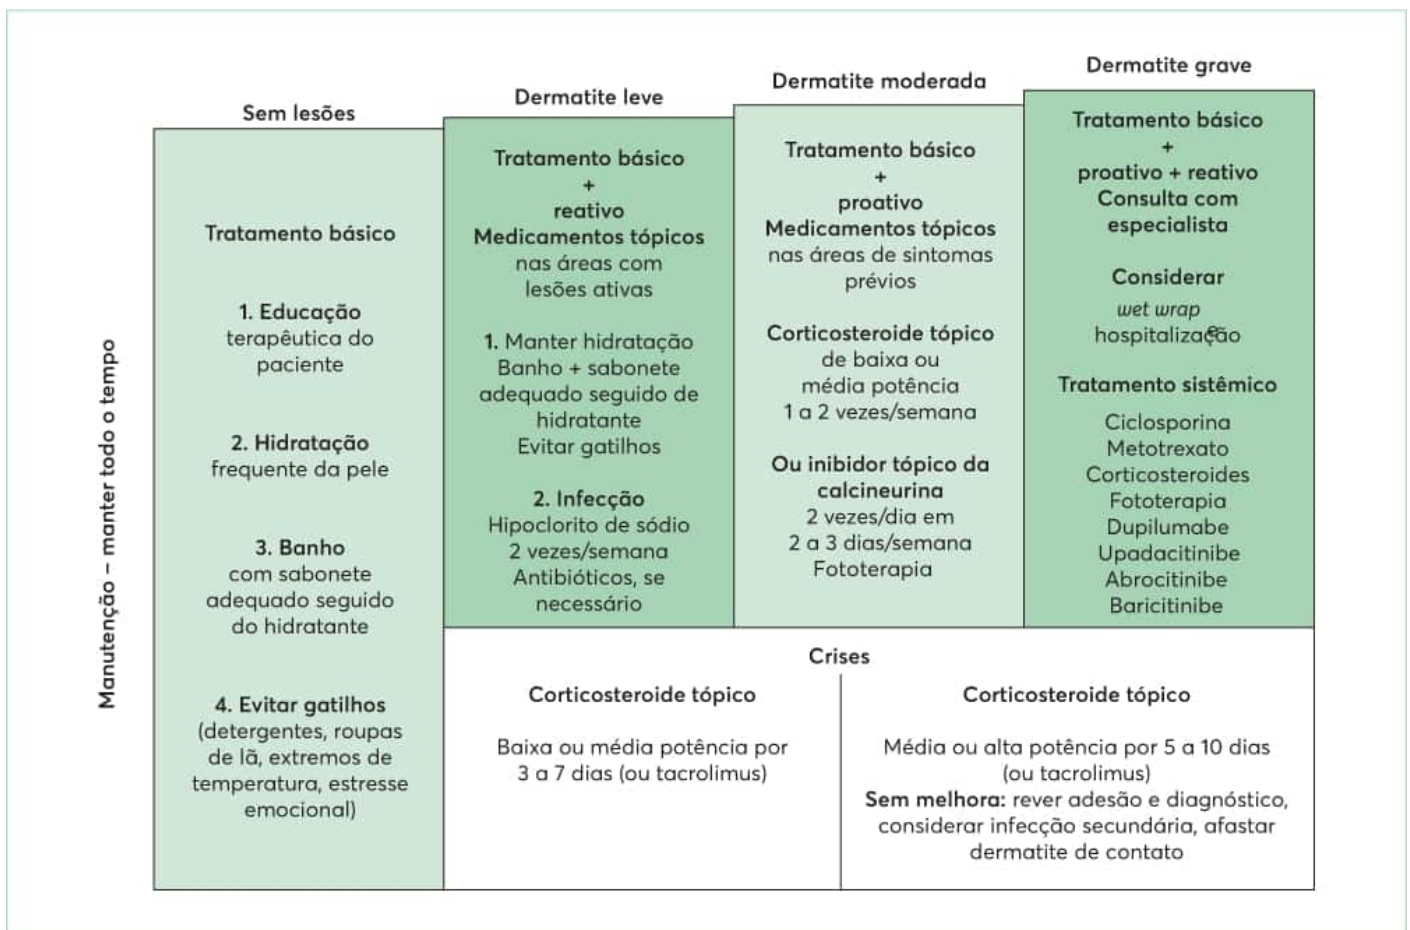 Manutenção – manter todo o tempo
Sem lesões
Tratamento básico
1. Educação
terapêutica do
paciente
2. Hidratação
frequente da pele
3. Banho
com sabonete
adequado seguido
do hidratante
4. Evitar gatilhos
(detergentes, roupas
de lã, extremos de
temperatura, estresse
emocional)
Dermatite leve
Tratamento básico
+
reativo
Medicamentos tópicos
nas áreas com
lesões ativas
1. Manter hidratação
Banho + sabonete
adequado seguido de
hidratante
Evitar gatilhos
2. Infecção
Hipoclorito de sódio
2 vezes/semana
Antibióticos, se
necessário
Dermatite moderada
Tratamento básico
+
proativo
Medicamentos tópicos
nas áreas de sintomas
prévios
Corticosteroide tópico
de baixa ou
média potência
1 a 2 vezes/semana
Ou inibidor tópico da
calcineurina
2 vezes/dia em
2 a 3 dias/semana
Fototerapia
Dermatite grave
Tratamento básico
+
proativo + reativo
Consulta com
especialista
Considerar
wet wrap
e
hospitalização
Tratamento sistêmico
Ciclosporina
Metotrexato
Corticosteroides
Fototerapia
Dupilumabe
Upadacitinibe
Abrocitinibe
Baricitinibe
Crises
Corticosteroide tópico
Baixa ou média potência por
3 a 7 dias (ou tacrolimus)
Corticosteroide tópico
Média ou alta potência por 5 a 10 dias
(ou tacrolimus)
Sem melhora: rever adesão e diagnóstico,
considerar infecção secundária, afastar
dermatite de contato